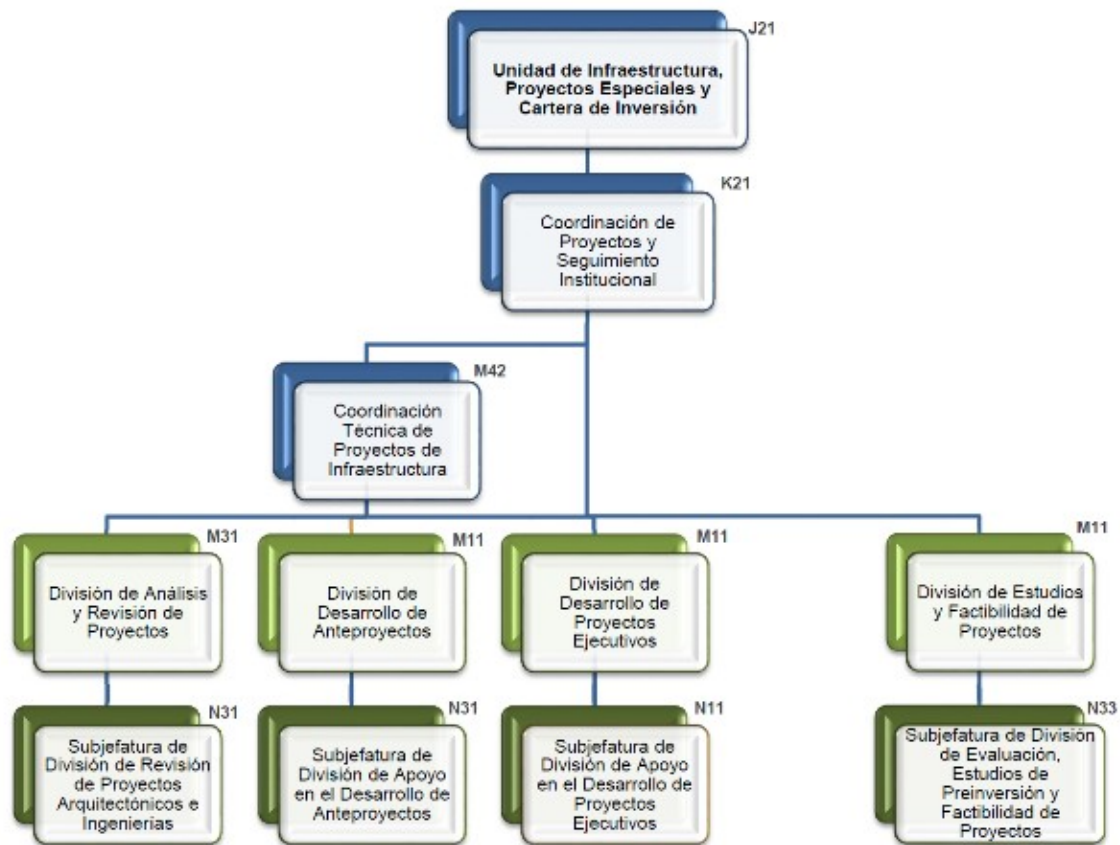 J21
Unidad de Infraestructura,
Proyectos Especiales y
Cartera de Inversión
K21
Coordinación de
Proyectos y
Seguimiento
Institucional
M42
Coordinación
Técnica de
Proyectos de
Infraestructura
M31
División de Análisis
y Revisión de
Proyectos
M11
División de
Desarrollo de
Anteproyectos
M11
División de
Desarrollo de
Proyectos
Ejecutivos
M11
División de Estudios
y Factibilidad de
Proyectos
N31
Subjefatura de
División de Revisión
de Proyectos
Arquitectónicos e
Ingenierías
N31
Subjefatura de
División de Apoyo
en el Desarrollo de
Anteproyectos
N11
Subjefatura de
División de Apoyo
en el Desarrollo de
Proyectos
Ejecutivos
N33
Subjefatura de División
de Evaluación,
Estudios de
Preinversión y
Factibilidad de
Proyectos